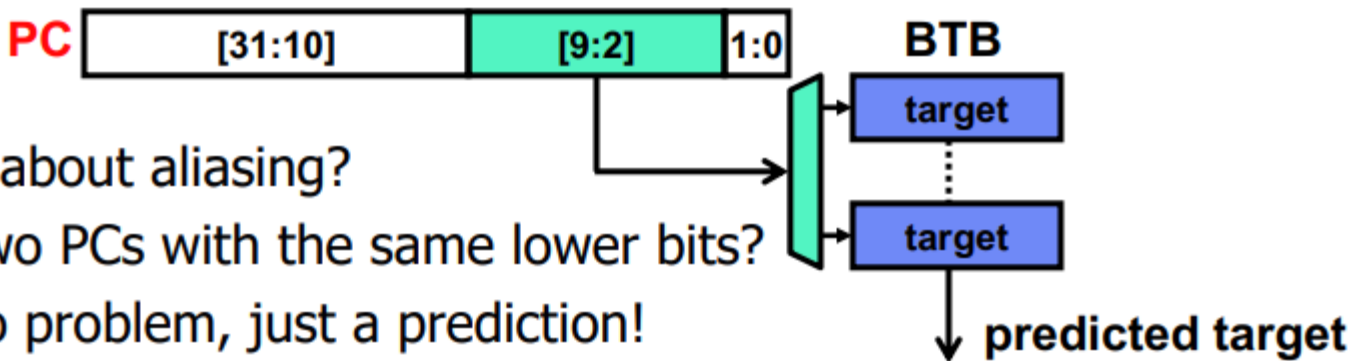 PC [31:10] [9:2] 1:0 BTB
target
about aliasing?
two PCs with the same lower bits?
target
problem, just a prediction!
predicted target